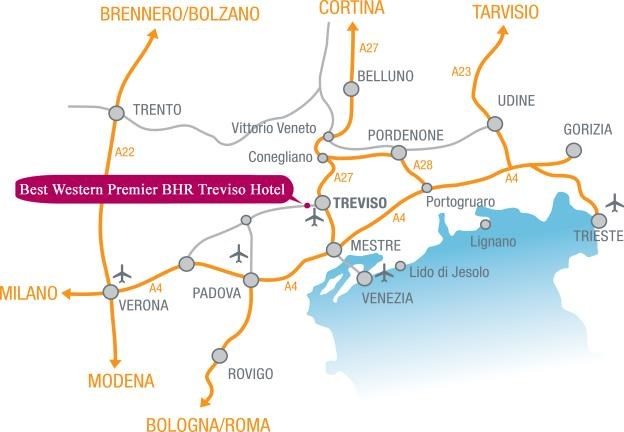 CORTINA
BRENNERO/BOLZANO
TARVISIO
A27
BELLUNO
A23
UDINE
TRENTO
Vittorio Veneto
PORDENONE
GORIZIA
A22
Conegliano
A28
A27
A4
Best Western Premier BHR Treviso Hotel
TREVISO
Portogruaro
A4
TRIESTE
MESTRE
Lignano
Lido di Jesolo
MILANO
A4
PADOVA
A4
VENEZIA
VERONA
ROVIGO
MODENA
BOLOGNA/ROMA